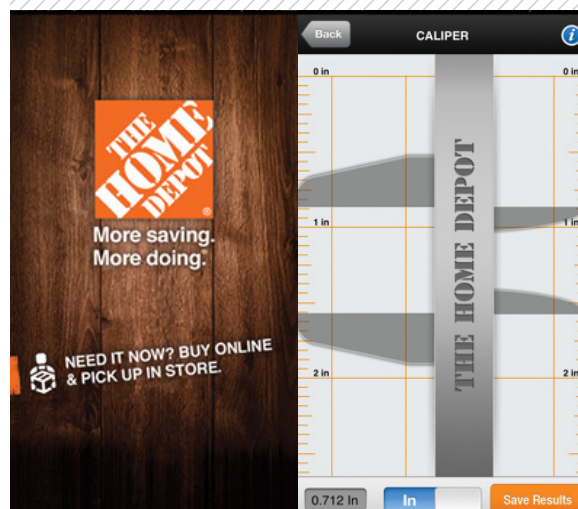 THE
HOME
DEPOT
®
More saving.
More doing.®
NEED IT NOW? BUY ONLINE
& PICK UP IN STORE.
Back
CALIPER
i
0 in
0 in
THE HOME DEPOT
1 in
1 in
2 in
2 in
0.712 In
In
Save Results